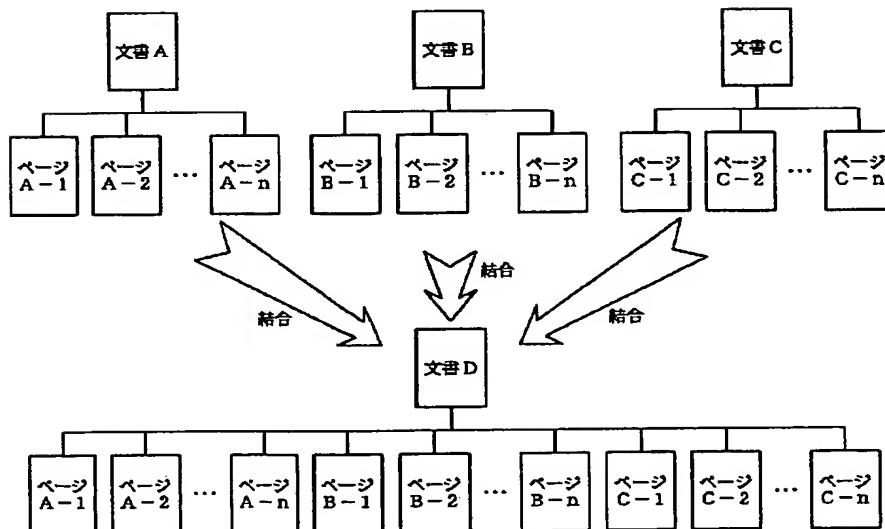 文書A
文書B
文書C
ページ
A-1
ページ
A-2
…
ページ
A-n
ページ
B-1
ページ
B-2
…
ページ
B-n
ページ
C-1
ページ
C-2
…
ページ
C-n
結合
結合
結合
文書D
ページ
A-1
ページ
A-2
…
ページ
A-n
ページ
B-1
ページ
B-2
…
ページ
B-n
ページ
C-1
ページ
C-2
…
ページ
C-n